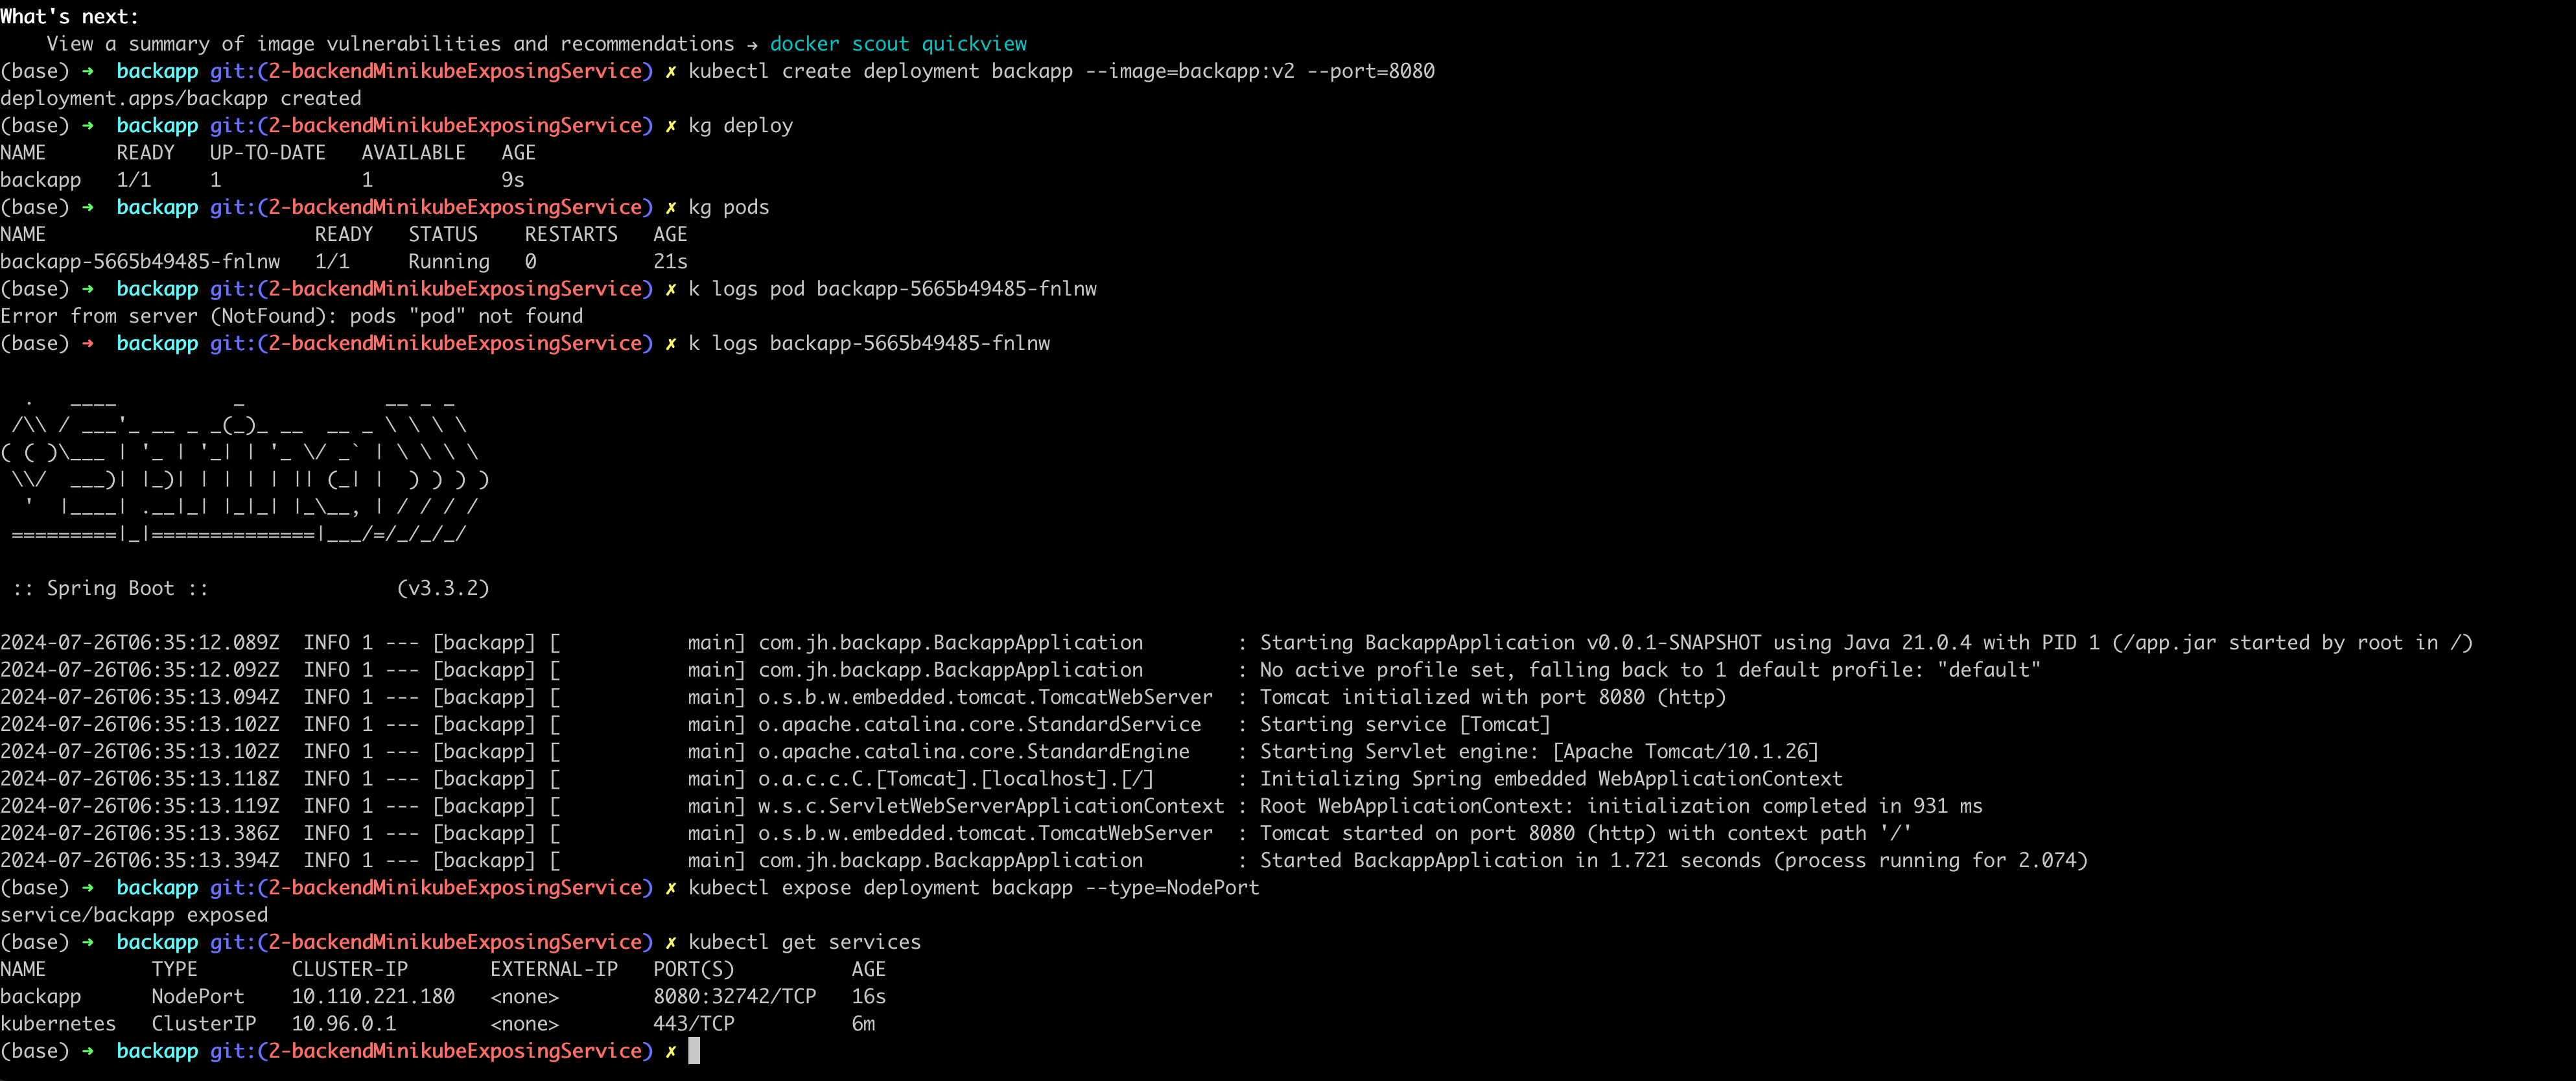 What's next:
    View a summary of image vulnerabilities and recommendations → docker scout quickview
(base) ➜  backapp git:(2-backendMinikubeExposingService) ✗ kubectl create deployment backapp --image=backapp:v2 --port=8080
deployment.apps/backapp created
(base) ➜  backapp git:(2-backendMinikubeExposingService) ✗ kg deploy
NAME      READY   UP-TO-DATE   AVAILABLE   AGE
backapp   1/1     1            1           9s
(base) ➜  backapp git:(2-backendMinikubeExposingService) ✗ kg pods
NAME                       READY   STATUS    RESTARTS   AGE
backapp-5665b49485-fnlnw   1/1     Running   0          21s
(base) ➜  backapp git:(2-backendMinikubeExposingService) ✗ k logs pod backapp-5665b49485-fnlnw
Error from server (NotFound): pods "pod" not found
(base) ➜  backapp git:(2-backendMinikubeExposingService) ✗ k logs backapp-5665b49485-fnlnw

  .   ____          _            __ _ _
 /\\ / ___'_ __ _ _(_)_ __  __ _ \ \ \ \
( ( )\___ | '_ | '_| | '_ \/ _` | \ \ \ \
 \\/  ___)| |_)| | | | | || (_| |  ) ) ) )
  '  |____| .__|_| |_|_| |_\__, | / / / /
 =========|_|==============|___/=/_/_/_/

 :: Spring Boot ::                (v3.3.2)

2024-07-26T06:35:12.089Z  INFO 1 --- [backapp] [           main] com.jh.backapp.BackappApplication        : Starting BackappApplication v0.0.1-SNAPSHOT using Java 21.0.4 with PID 1 (/app.jar started by root in /)
2024-07-26T06:35:12.092Z  INFO 1 --- [backapp] [           main] com.jh.backapp.BackappApplication        : No active profile set, falling back to 1 default profile: "default"
2024-07-26T06:35:13.094Z  INFO 1 --- [backapp] [           main] o.s.b.w.embedded.tomcat.TomcatWebServer  : Tomcat initialized with port 8080 (http)
2024-07-26T06:35:13.102Z  INFO 1 --- [backapp] [           main] o.apache.catalina.core.StandardService   : Starting service [Tomcat]
2024-07-26T06:35:13.102Z  INFO 1 --- [backapp] [           main] o.apache.catalina.core.StandardEngine    : Starting Servlet engine: [Apache Tomcat/10.1.26]
2024-07-26T06:35:13.118Z  INFO 1 --- [backapp] [           main] o.a.c.c.C.[Tomcat].[localhost].[/]       : Initializing Spring embedded WebApplicationContext
2024-07-26T06:35:13.119Z  INFO 1 --- [backapp] [           main] w.s.c.ServletWebServerApplicationContext : Root WebApplicationContext: initialization completed in 931 ms
2024-07-26T06:35:13.386Z  INFO 1 --- [backapp] [           main] o.s.b.w.embedded.tomcat.TomcatWebServer  : Tomcat started on port 8080 (http) with context path '/'
2024-07-26T06:35:13.394Z  INFO 1 --- [backapp] [           main] com.jh.backapp.BackappApplication        : Started BackappApplication in 1.721 seconds (process running for 2.074)
(base) ➜  backapp git:(2-backendMinikubeExposingService) ✗ kubectl expose deployment backapp --type=NodePort
service/backapp exposed
(base) ➜  backapp git:(2-backendMinikubeExposingService) ✗ kubectl get services
NAME         TYPE        CLUSTER-IP       EXTERNAL-IP   PORT(S)          AGE
backapp      NodePort    10.110.221.180   <none>        8080:32742/TCP   16s
kubernetes   ClusterIP   10.96.0.1        <none>        443/TCP          6m
(base) ➜  backapp git:(2-backendMinikubeExposingService) ✗